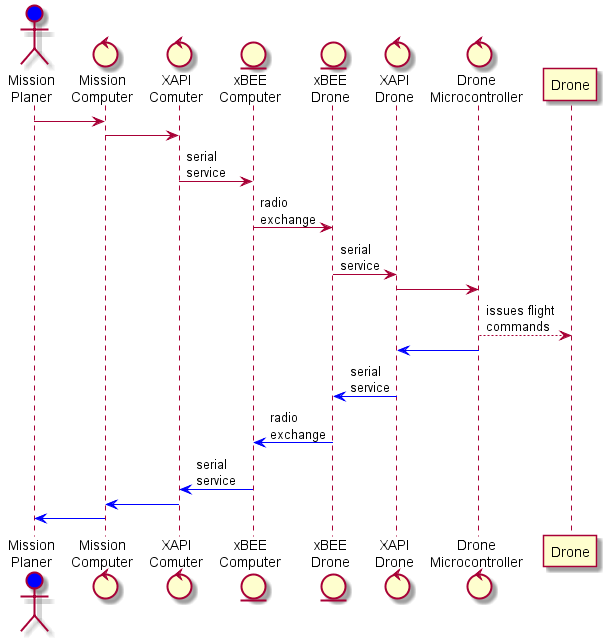 Mission
Planer
Mission
Computer
XAPI
Comuter
xBEE
Computer
xBEE
Drone
XAPI
Drone
Drone
Microcontroller
Drone
serial
service
radio
exchange
serial
service
issues flight
commands
serial
service
radio
exchange
serial
service
Mission
Planer
Mission
Computer
XAPI
Comuter
xBEE
Computer
xBEE
Drone
XAPI
Drone
Drone
Microcontroller
Drone